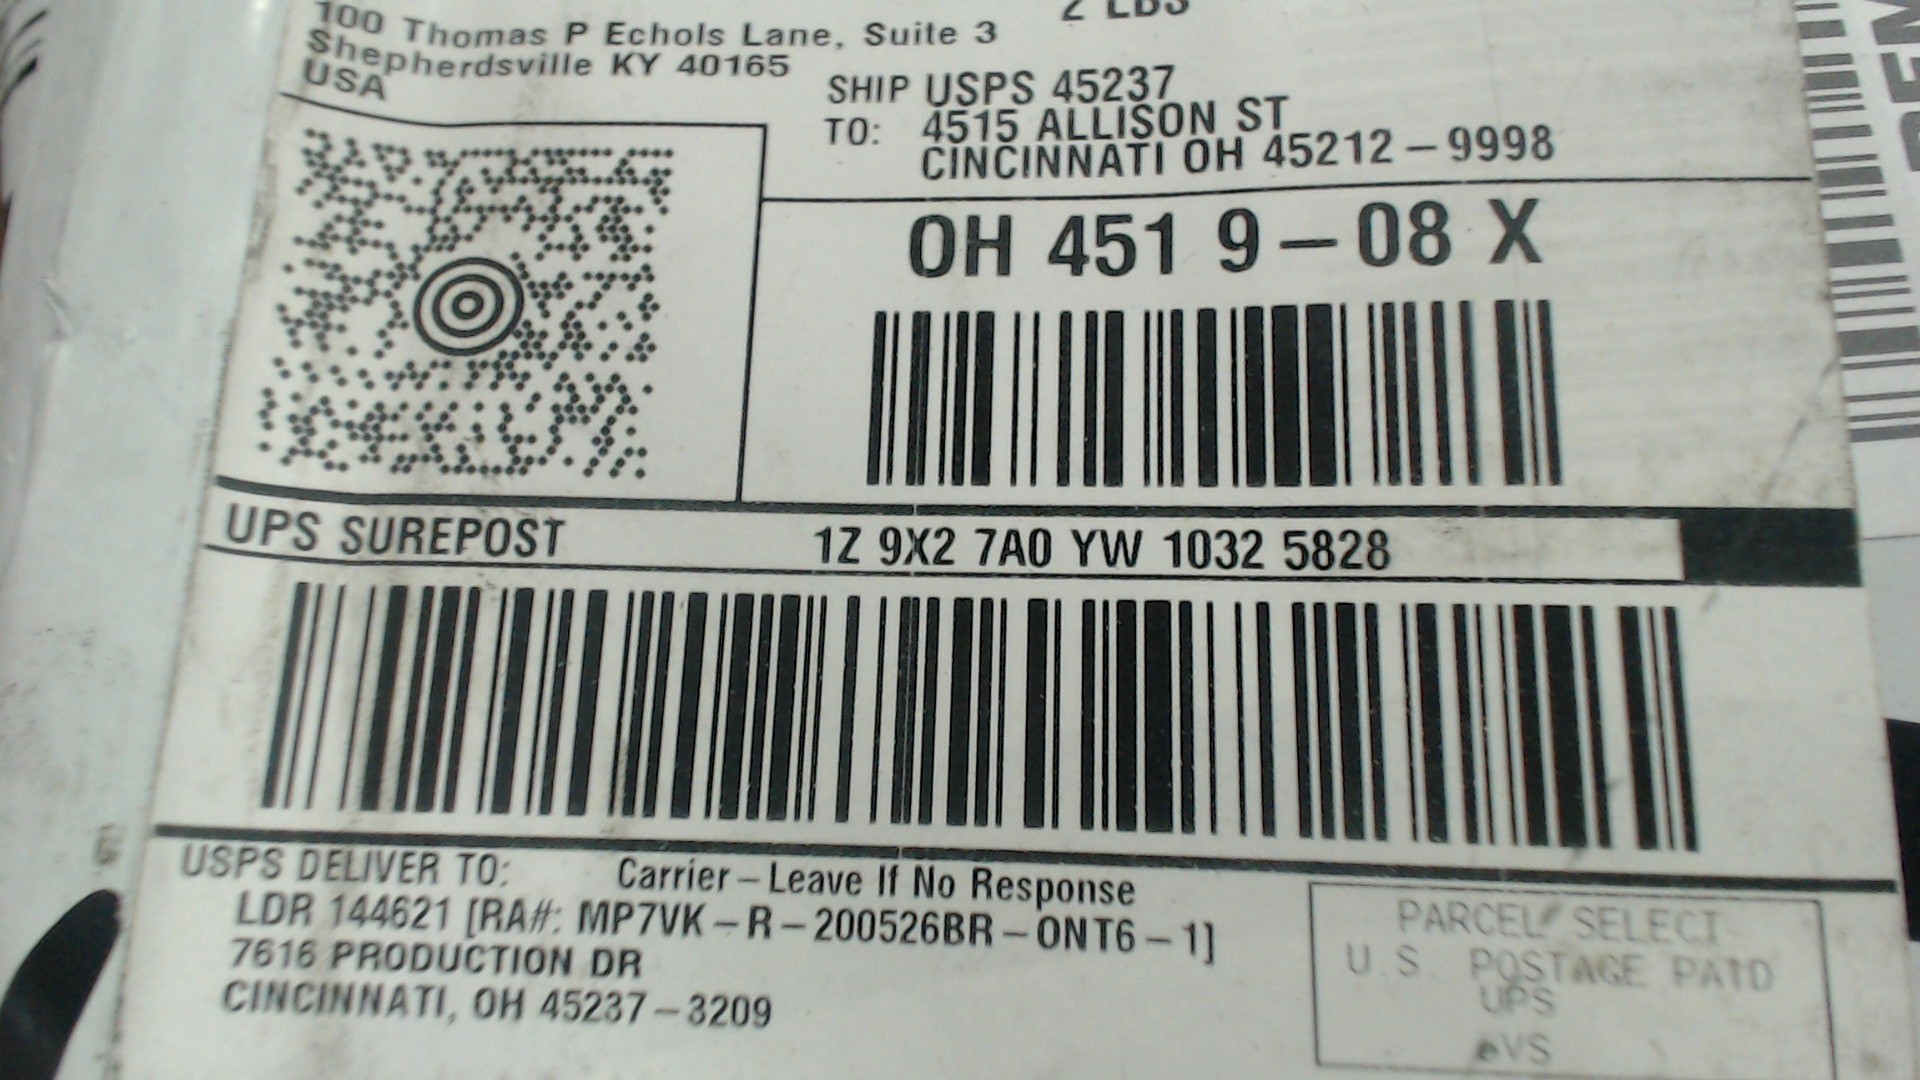 2 LBS
100 Thomas P Echols Lane, Suite 3
Shepherdsville KY 40165
USA
SHIP USPS 45237
TO: 4515 ALLISON ST
CINCINNATI OH 45212-9998
OH 451 9-08 X
UPS SUREPOST 1Z 9X2 7A0 YW 1032 5828
USPS DELIVER TO: Carrier-Leave If No Response
LDR 144621 [RA#: MP7VK-R-200526BR-ONT6-1]
7616 PRODUCTION DR
CINCINNATI, OH 45237-3209
PARCEL SELECT
U.S. POSTAGE PAID
UPS
eVS